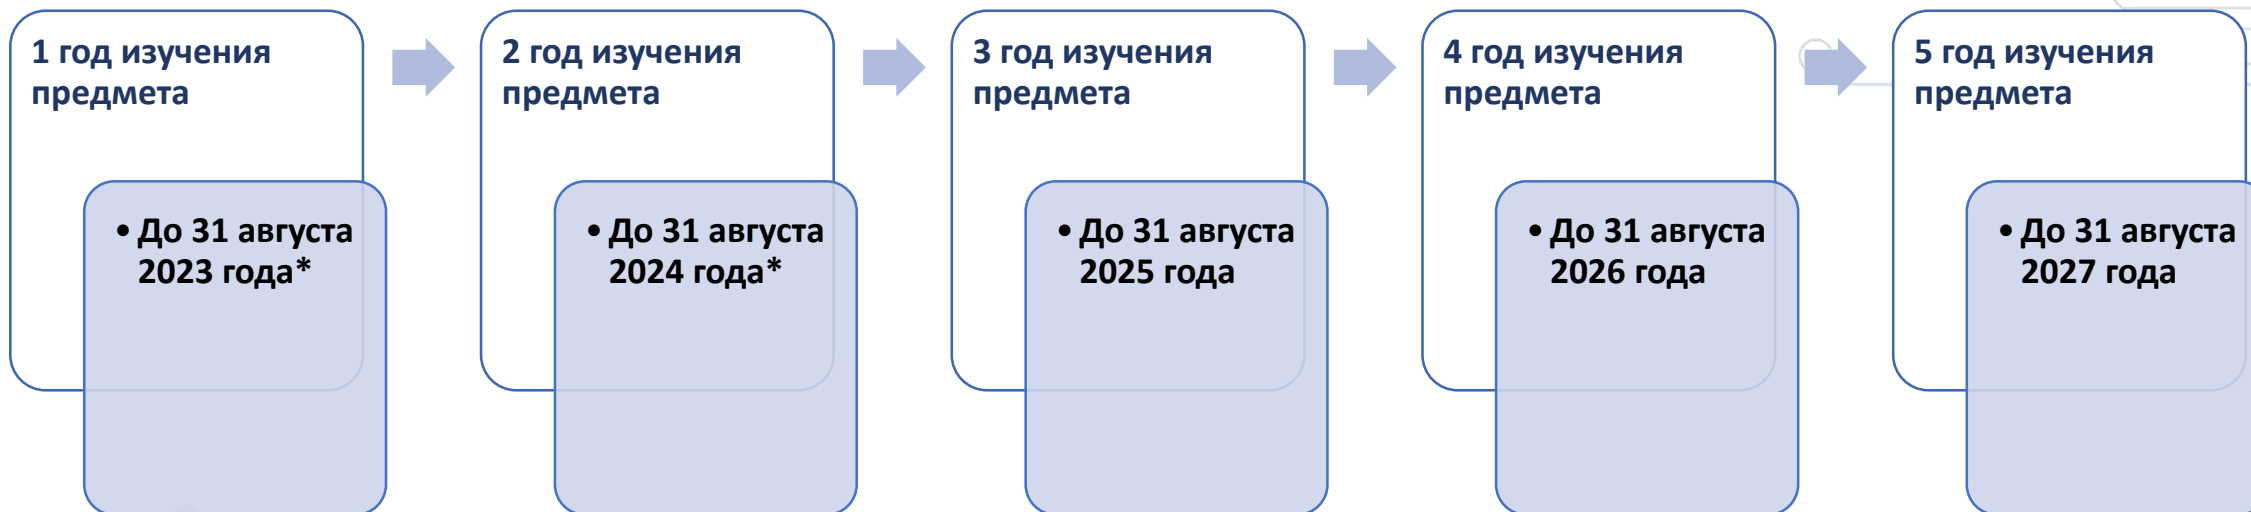 1 год изучения
предмета
• До 31 августа
2023 года*
2 год изучения
предмета
• До 31 августа
2024 года*
3 год изучения
предмета
• До 31 августа
2025 года
4 год изучения
предмета
• До 31 августа
2026 года
5 год изучения
предмета
• До 31 августа
2027 года